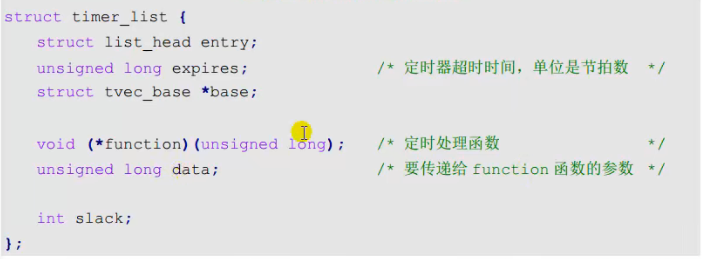 struct timer_list {
struct list_head entry;
unsigned long expires; /* 定时器超时时间，单位是节拍数 */
struct tvec_base *base;
void (*function)(unsigned long); /* 定时处理函数 */
unsigned long data; /* 要传递给 function 函数的参数 */
int slack;
};